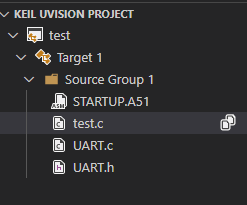 KEIL UVISION PROJECT
test
Target 1
Source Group 1
STARTUP.A51
test.c
UART.c
UART.h